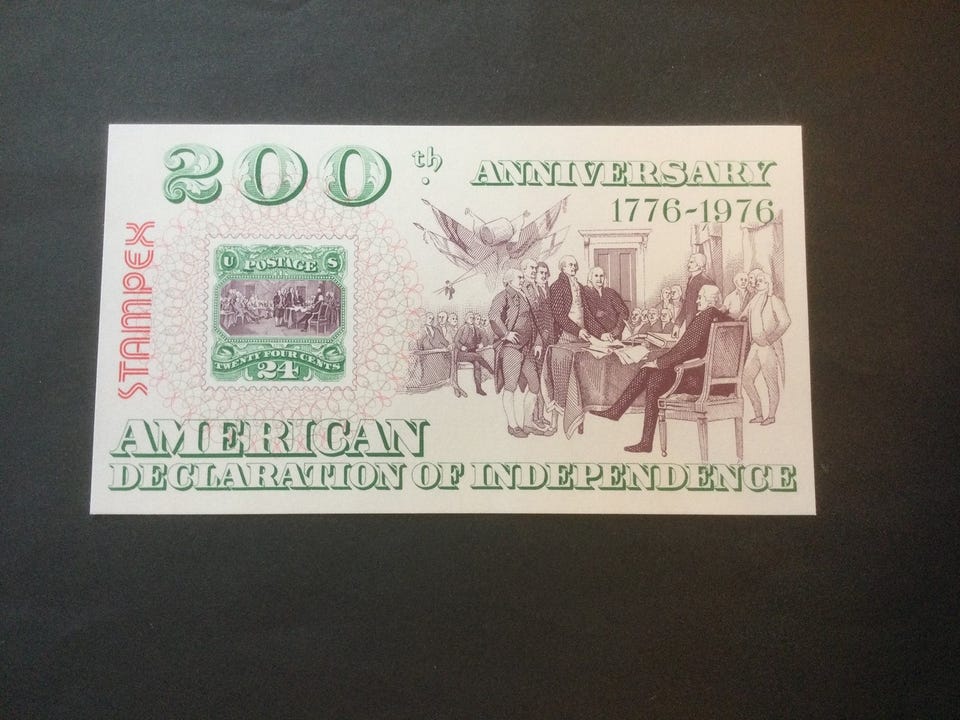 200th.
ANNIVERSARY
1776-1976
STAMPEX
U POSTAGE S
TWENTY FOUR CENTS
24
AMERICAN
DECLARATION OF INDEPENDENCE